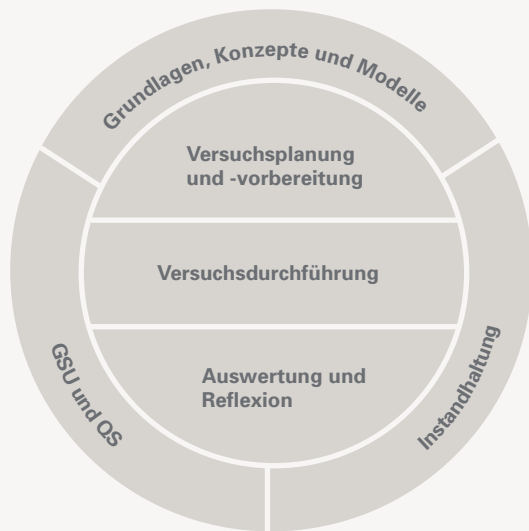 Grundlagen, Konzepte und Modelle
Versuchsplanung
und -vorbereitung
Versuchsdurchführung
Auswertung und
Reflexion
GSU und QS
Instandhaltung